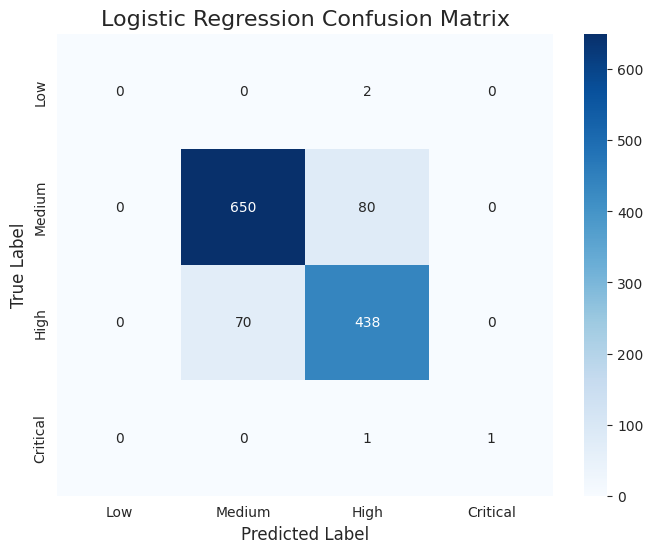 Logistic Regression Confusion Matrix
True Label
Low
0 0 2 0
Medium
0 650 80 0
High
0 70 438 0
Critical
0 0 1 1
Low Medium High Critical
Predicted Label
600
500
400
300
200
100
0